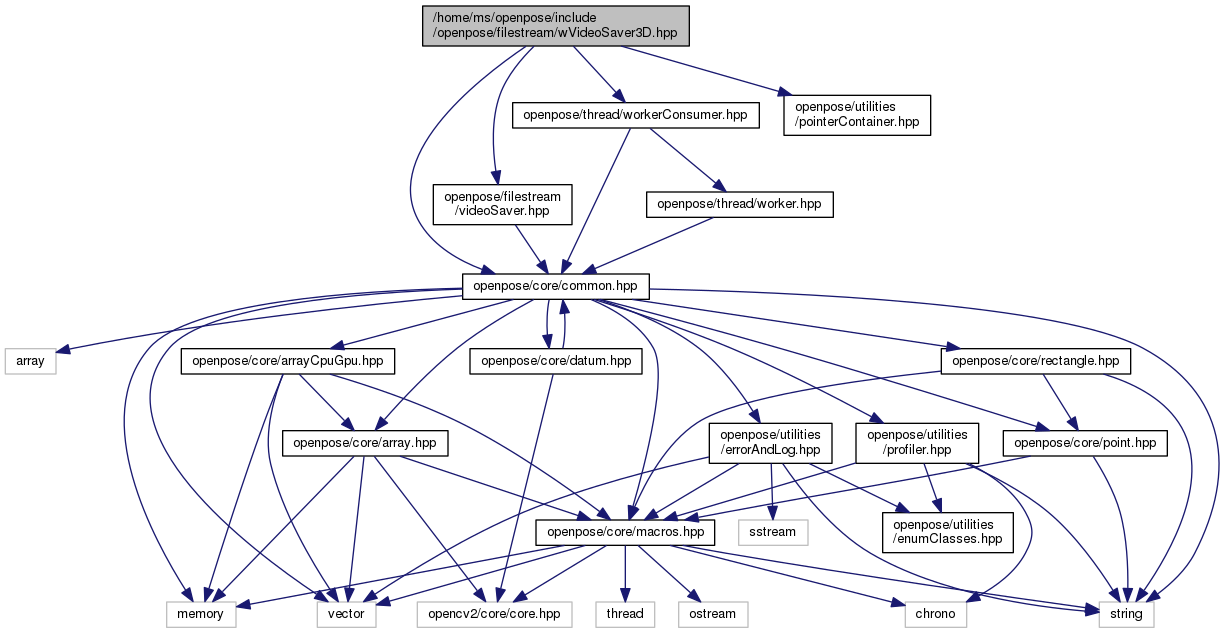 /home/ms/openpose/include
/openpose/filestream/wVideoSaver3D.hpp
openpose/utilities
/pointerContainer.hpp
openpose/thread/workerConsumer.hpp
openpose/filestream
/videoSaver.hpp
openpose/thread/worker.hpp
openpose/core/common.hpp
array
openpose/core/arrayCpuGpu.hpp
openpose/core/datum.hpp
openpose/core/rectangle.hpp
openpose/core/array.hpp
openpose/utilities
/errorAndLog.hpp
openpose/utilities
/profiler.hpp
openpose/core/point.hpp
openpose/core/macros.hpp
sstream
openpose/utilities
/enumClasses.hpp
memory
vector
opencv2/core/core.hpp
thread
ostream
chrono
string